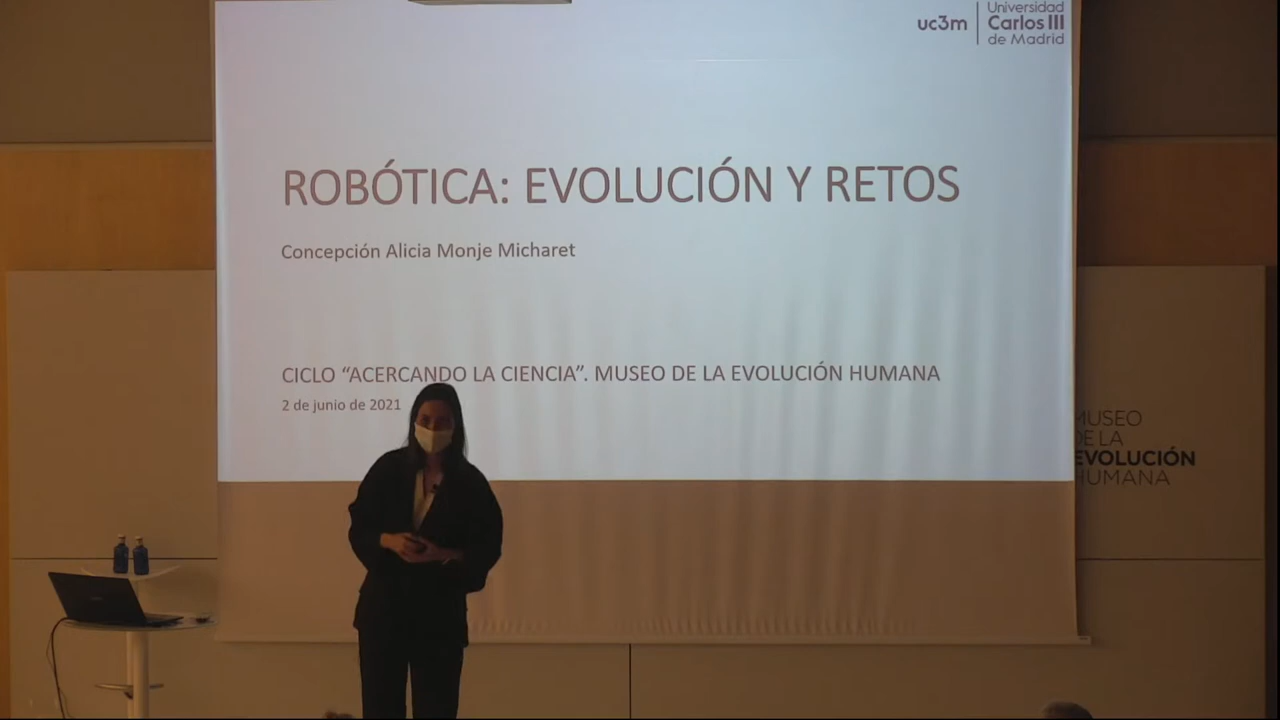 uc3m
Universidad
Carlos III
de Madrid
ROBÓTICA: EVOLUCIÓN Y RETOS
Concepción Alicia Monje Micharet
CICLO “ACERCANDO LA CIENCIA”. MUSEO DE LA EVOLUCIÓN HUMANA
2 de junio de 2021
MUSEO
DE LA
EVOLUCIÓN
HUMANA